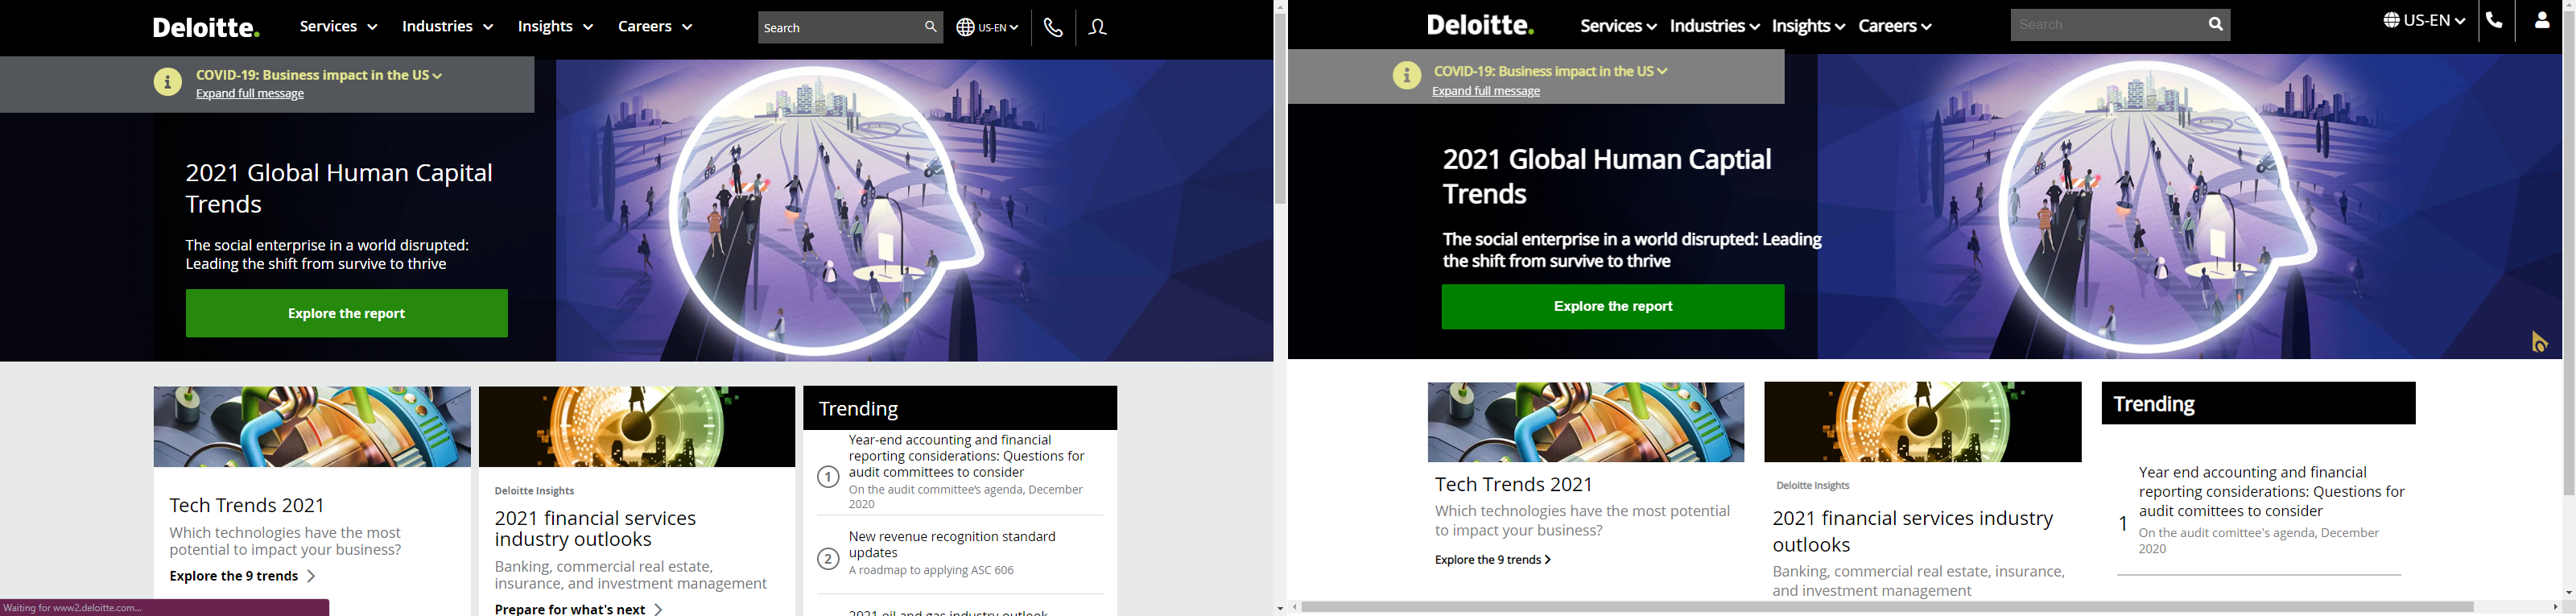 Deloitte.
Services
Industries
Insights
Careers
Search
US-EN
COVID-19: Business impact in the US
Expand full message
2021 Global Human Capital
Trends
The social enterprise in a world disrupted:
Leading the shift from survive to thrive
Explore the report
Tech Trends 2021
Which technologies have the most
potential to impact your business?
Explore the 9 trends
Deloitte Insights
2021 financial services
industry outlooks
Banking, commercial real estate,
insurance, and investment management
Prepare for what's next
Trending
1
Year-end accounting and financial
reporting considerations: Questions for
audit committees to consider
On the audit committee's agenda, December
2020
2
New revenue recognition standard
updates
A roadmap to applying ASC 606
2021 oil and gas industry outlook
Waiting for www2.deloitte.com...
Deloitte.
Services
Industries
Insights
Careers
Search
US-EN
COVID-19: Business impact in the US
Expand full message
2021 Global Human Captial
Trends
The social enterprise in a world disrupted: Leading
the shift from survive to thrive
Explore the report
Tech Trends 2021
Which technologies have the most potential
to impact your business?
Explore the 9 trends
Deloitte Insights
2021 financial services industry
outlooks
Banking, commercial real estate, insurance,
and investment management
Trending
1
Year end accounting and financial
reporting considerations: Questions for
audit comittees to consider
On the audit comittee's agenda, December
2020